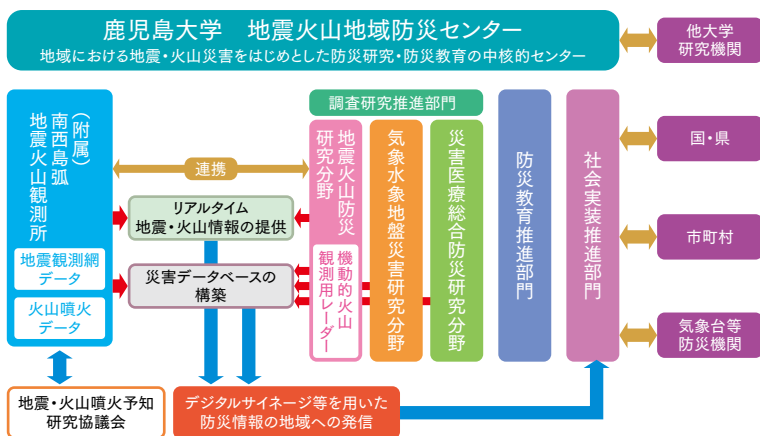 鹿児島大学　地震火山地域防災センター
地域における地震・火山災害をはじめとした防災研究・防災教育の中核的センター
他大学
研究機関
国・県
市町村
気象台等
防災機関
（附属）
南西島弧
地震火山観測所
地震観測網
データ
火山噴火
データ
連携
リアルタイム
地震・火山情報の提供
災害データベースの
構築
調査研究推進部門
地震火山防災
研究分野
機動的火山
観測用レーダー
気象水象地盤災害研究分野
災害医療総合防災研究分野
防災教育推進部門
社会実装推進部門
地震・火山噴火予知
研究協議会
デジタルサイネージ等を用いた
防災情報の地域への発信